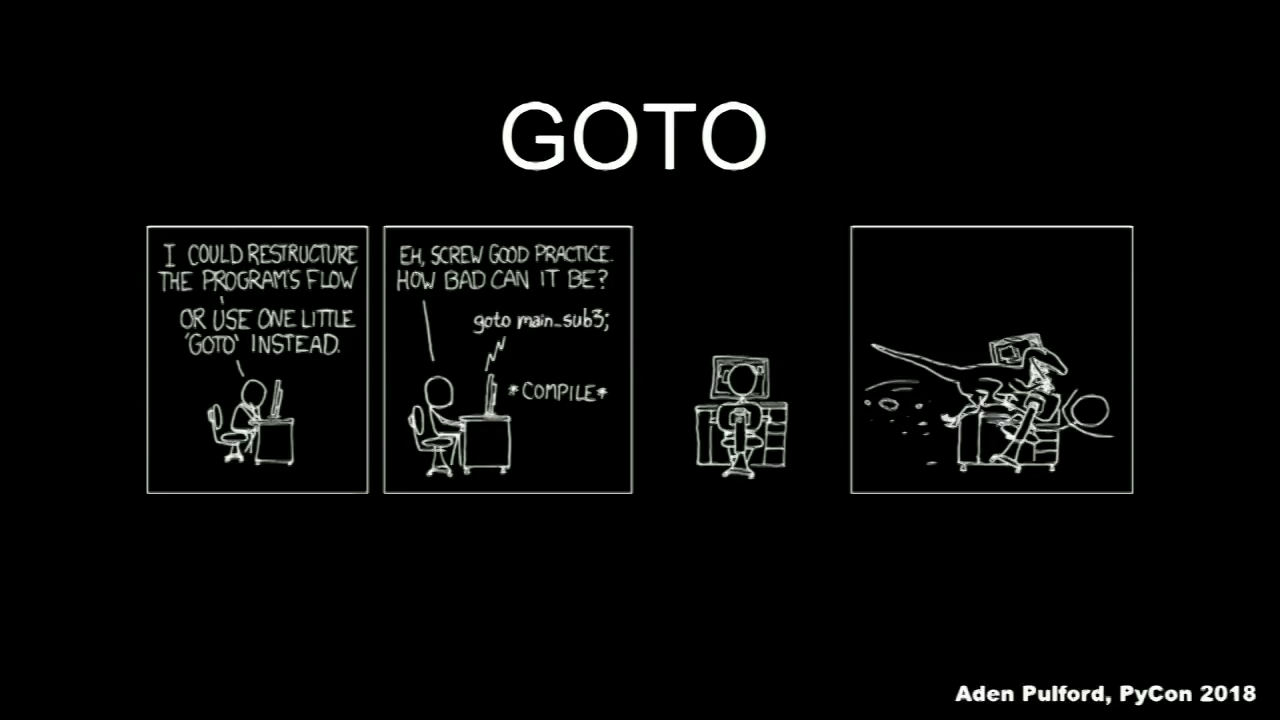 GOTO
I COULD RESTRUCTURE
THE PROGRAM'S FLOW
OR USE ONE LITTLE
'GOTO' INSTEAD.
EH, SCREW GOOD PRACTICE.
HOW BAD CAN IT BE?
goto main_sub3;
*COMPILE*
Aden Pulford, PyCon 2018